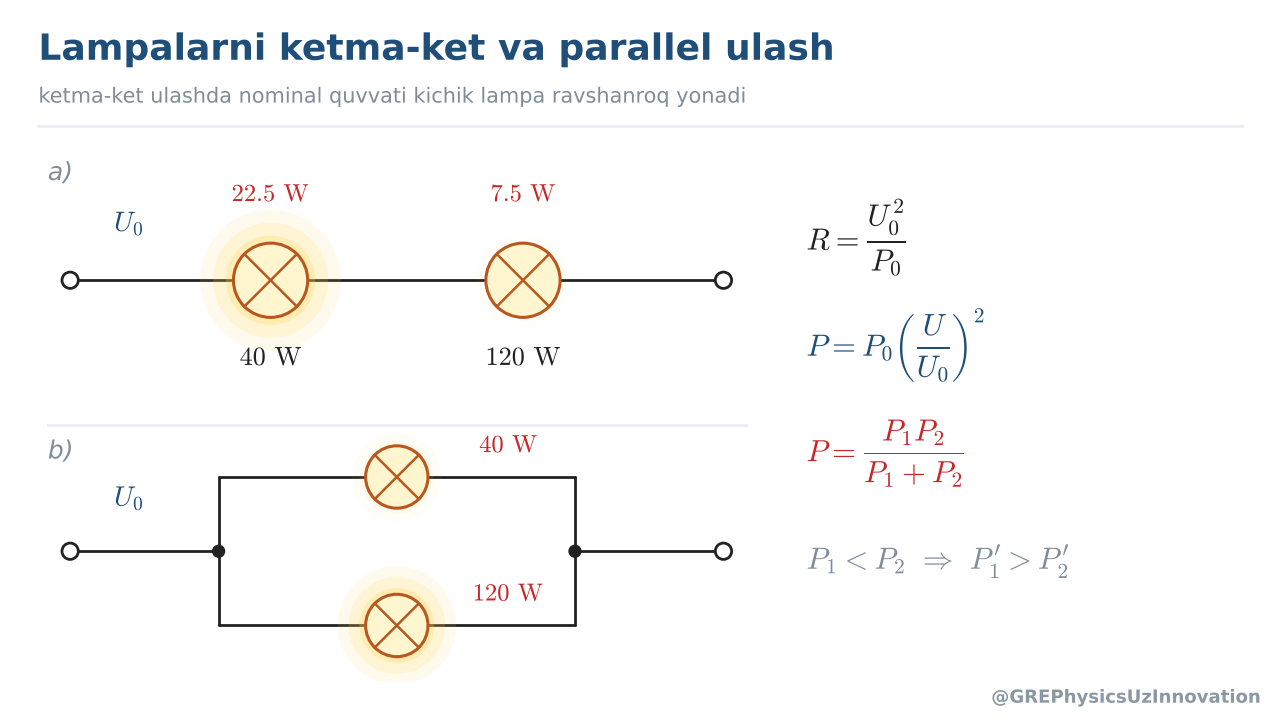 Lampalarni ketma-ket va parallel ulash
ketma-ket ulashda nominal quvvati kichik lampa ravshanroq yonadi
a)
22.5 W
7.5 W
U₀
40 W
120 W
b)
40 W
U₀
120 W
R = U₀² / P₀
P = P₀ (U / U₀)²
P = P₁P₂ / (P₁ + P₂)
P₁ < P₂ ⇒ P₁′ > P₂′
@GREPhysicsUzInnovation